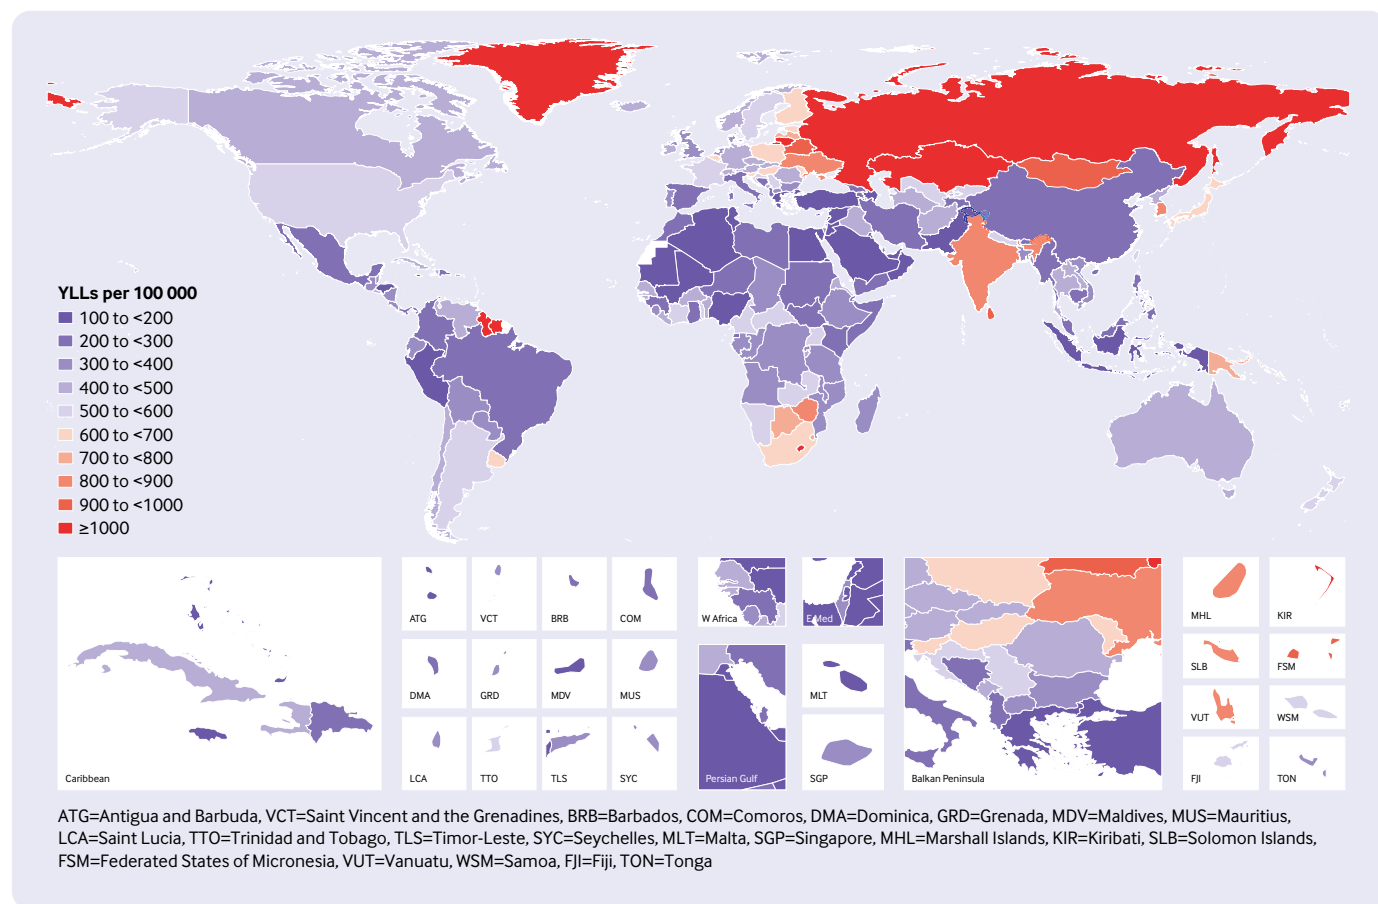 YLLs per 100 000
100 to <200
200 to <300
300 to <400
400 to <500
500 to <600
600 to <700
700 to <800
800 to <900
900 to <1000
≥1000
Caribbean
ATG
VCT
BRB
COM
DMA
GRD
MDV
MUS
LCA
TTO
TLS
SYC
W Africa
E Med
Persian Gulf
MLT
SGP
Balkan Peninsula
MHL
KIR
SLB
FSM
VUT
WSM
FJI
TON
ATG=Antigua and Barbuda, VCT=Saint Vincent and the Grenadines, BRB=Barbados, COM=Comoros, DMA=Dominica, GRD=Grenada, MDV=Maldives, MUS=Mauritius,
LCA=Saint Lucia, TTO=Trinidad and Tobago, TLS=Timor-Leste, SYC=Seychelles, MLT=Malta, SGP=Singapore, MHL=Marshall Islands, KIR=Kiribati, SLB=Solomon Islands,
FSM=Federated States of Micronesia, VUT=Vanuatu, WSM=Samoa, FJI=Fiji, TON=Tonga